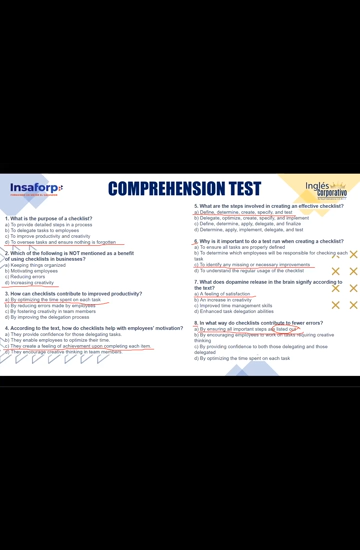 Insaforp
COMPREHENSION TEST
Inglés
Corporativo
1. What is the purpose of a checklist?
a) To provide detailed steps in a process
b) To delegate tasks to employees
c) To improve productivity and creativity
d) To oversee tasks and ensure nothing is forgotten
2. Which of the following is NOT mentioned as a benefit
of using checklists in businesses?
a) Keeping things organized
b) Motivating employees
c) Reducing errors
d) Increasing creativity
3. How can checklists contribute to improved productivity?
a) By optimizing the time spent on each task
b) By reducing errors made by employees
c) By fostering creativity in team members
d) By improving the delegation process
4. According to the text, how do checklists help with employees' motivation?
a) They provide confidence for those delegating tasks.
b) They enable employees to optimize their time.
c) They create a feeling of achievement upon completing each item.
d) They encourage creative thinking in team members
5. What are the steps involved in creating an effective checklist?
a) Define, determine, create, specify, and test
b) Delegate, optimize, create, specify, and implement
c) Define, determine, apply, delegate, and finalize
d) Determine, apply, implement, delegate, and test
6. Why is it important to do a test run when creating a checklist?
a) To ensure all tasks are properly defined
b) To determine which employees will be responsible for checking each
task
c) To identify any missing or necessary improvements
d) To understand the regular usage of the checklist
7. What does dopamine release in the brain signify according to
the text?
a) A feeling of satisfaction
b) An increase in creativity
c) Improved time management skills
d) Enhanced task delegation abilities
8. In what way do checklists contribute to fewer errors?
a) By ensuring all important steps are listed out
b) By encouraging employees to work on tasks requiring creative
thinking
c) By providing confidence to both those delegating and those
delegated
d) By optimizing the time spent on each task